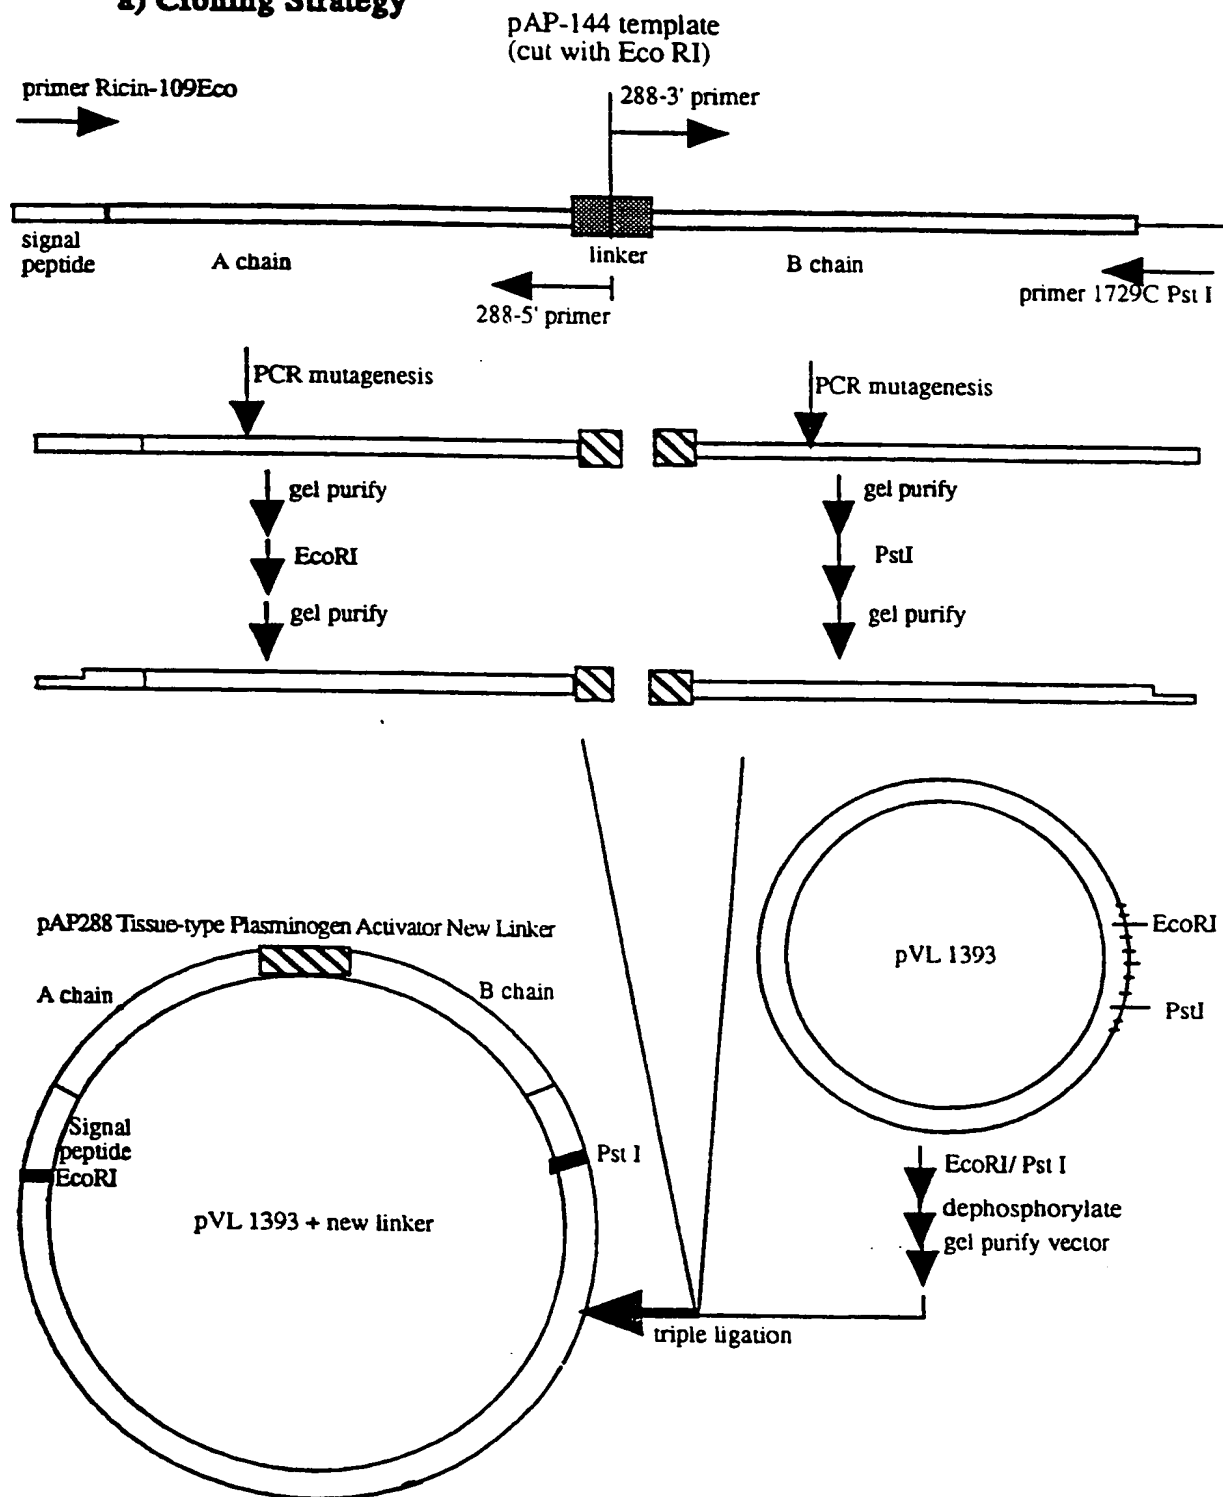 a) Cloning Strategy
pAP-144 template
(cut with Eco RI)
primer Ricin-109Eco
288-3' primer
signal
peptide
A chain
linker
B chain
288-5' primer
primer 1729C Pst I
PCR mutagenesis
PCR mutagenesis
gel purify
gel purify
EcoRI
PstI
gel purify
gel purify
pAP288 Tissue-type Plasminogen Activator New Linker
A chain
B chain
EcoRI
pVL 1393
PstI
Signal
peptide
EcoRI
Pst I
pVL 1393 + new linker
EcoRI/ Pst I
dephosphorylate
gel purify vector
triple ligation